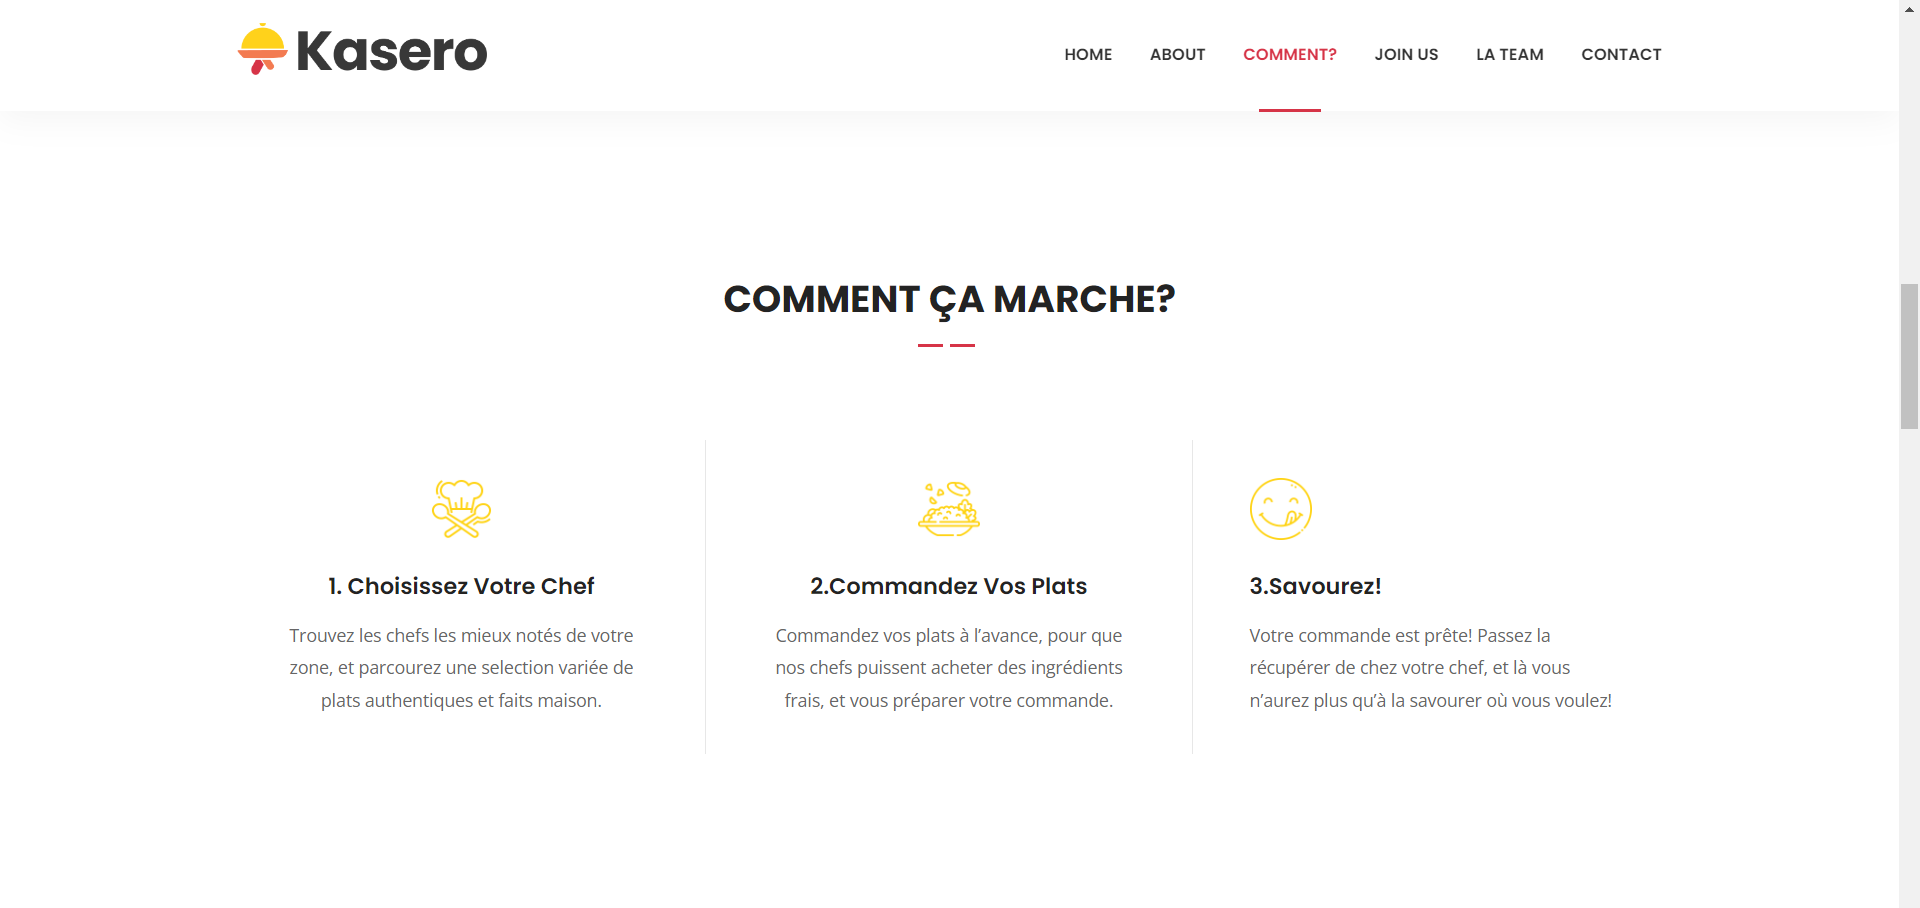 Kasero
HOME ABOUT COMMENT? JOIN US LA TEAM CONTACT
COMMENT ÇA MARCHE?
1. Choisissez Votre Chef
Trouvez les chefs les mieux notés de votre
zone, et parcourez une selection variée de
plats authentiques et faits maison.
2.Commandez Vos Plats
Commandez vos plats à l’avance, pour que
nos chefs puissent acheter des ingrédients
frais, et vous préparer votre commande.
3.Savourez!
Votre commande est prête! Passez la
récupérer de chez votre chef, et là vous
n’aurez plus qu’à la savourer où vous voulez!